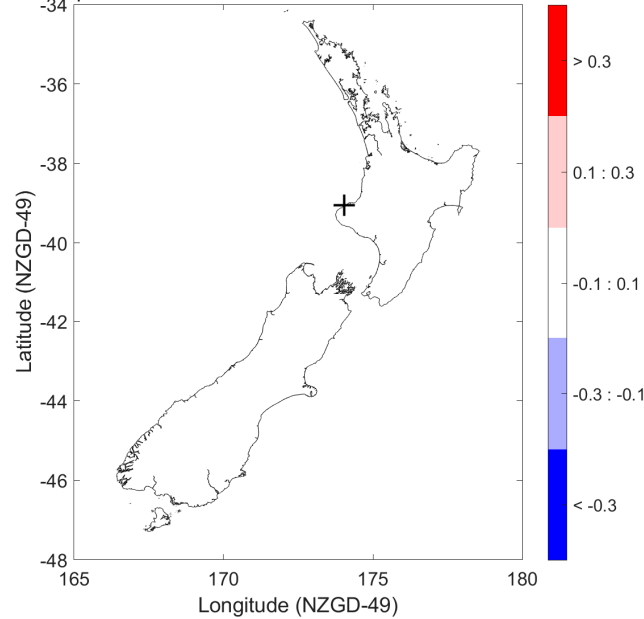 -34
-36
-38
-40
-42
-44
-46
-48
165
170
175
180
Latitude (NZGD-49)
Longitude (NZGD-49)
> 0.3
0.1 : 0.3
-0.1 : 0.1
-0.3 : -0.1
< -0.3